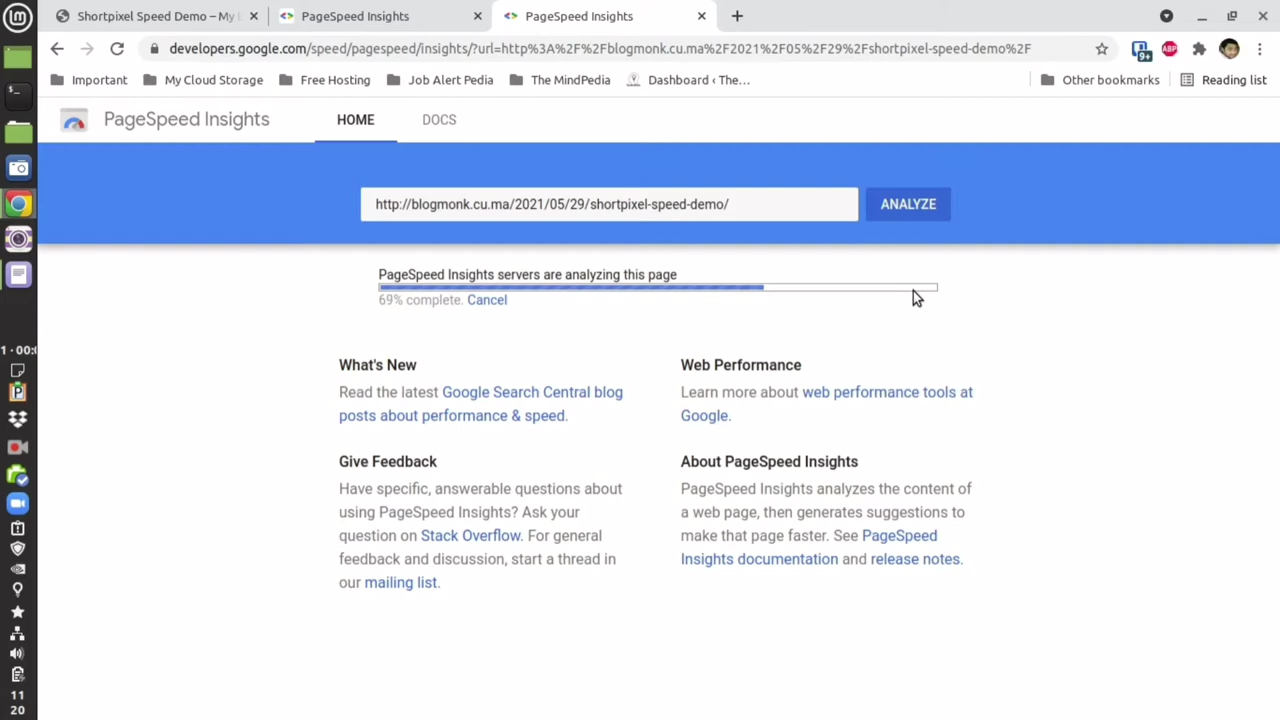 Shortpixel Speed Demo – My
PageSpeed Insights
PageSpeed Insights
developers.google.com/speed/pagespeed/insights/?url=http%3A%2F%2Fblogmonk.cu.ma%2F2021%2F05%2F29%2Fshortpixel-speed-demo%2F
9+
ABP
Important
My Cloud Storage
Free Hosting
Job Alert Pedia
The MindPedia
Dashboard ‹ The…
Other bookmarks
Reading list
PageSpeed Insights
HOME
DOCS
http://blogmonk.cu.ma/2021/05/29/shortpixel-speed-demo/
ANALYZE
PageSpeed Insights servers are analyzing this page
69% complete. Cancel
What's New
Read the latest Google Search Central blog
posts about performance & speed.
Web Performance
Learn more about web performance tools at
Google.
Give Feedback
Have specific, answerable questions about
using PageSpeed Insights? Ask your
question on Stack Overflow. For general
feedback and discussion, start a thread in
our mailing list.
About PageSpeed Insights
PageSpeed Insights analyzes the content of
a web page, then generates suggestions to
make that page faster. See PageSpeed
Insights documentation and release notes.
1 · 00:0
11
20